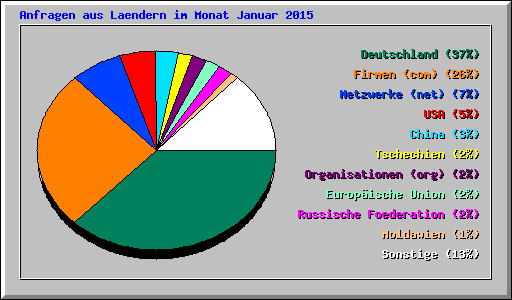 Anfragen aus Laendern im Monat Januar 2015
Deutschland (37%)
Firmen (com) (26%)
Netzwerke (net) (7%)
USA (5%)
China (3%)
Tschechien (2%)
Organisationen (org) (2%)
Europäische Union (2%)
Russische Foederation (2%)
Moldawien (1%)
Sonstige (13%)